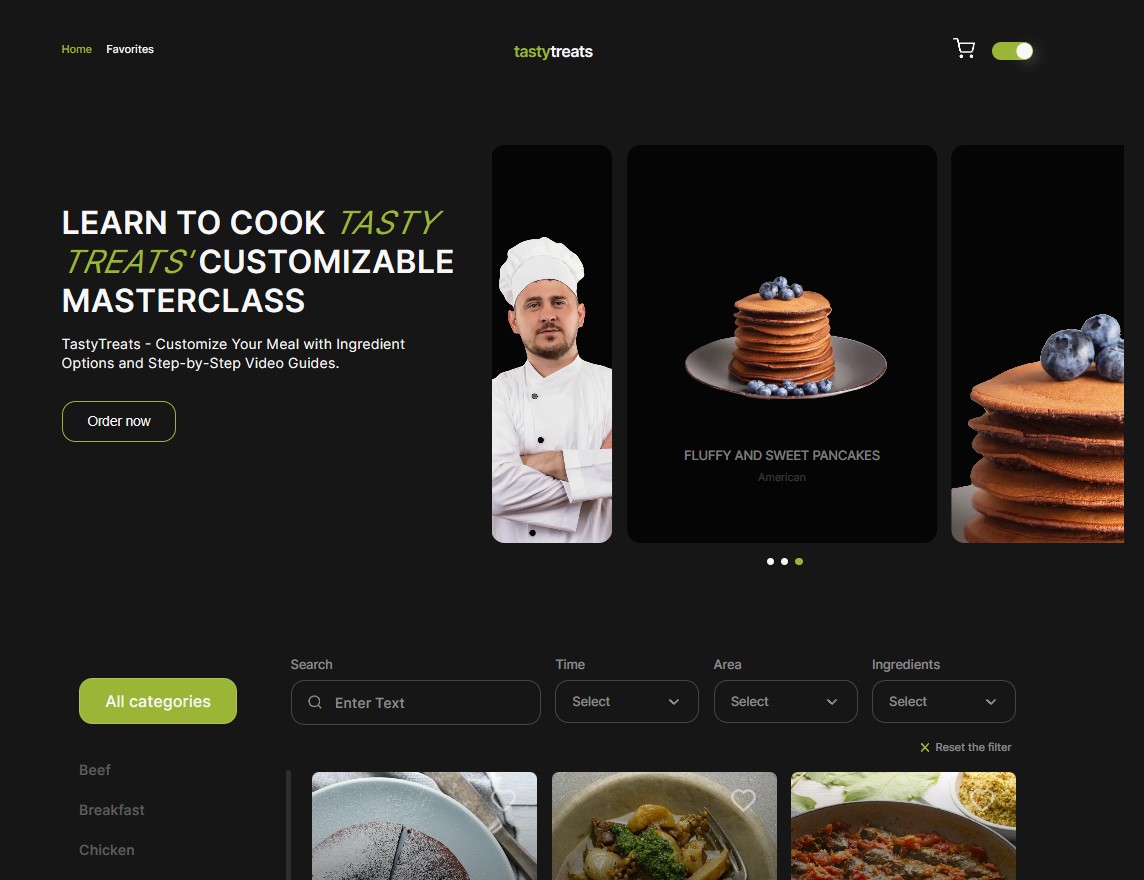 Home Favorites
tastytreats
LEARN TO COOK TASTY
TREATS' CUSTOMIZABLE
MASTERCLASS
TastyTreats - Customize Your Meal with Ingredient
Options and Step-by-Step Video Guides.
Order now
FLUFFY AND SWEET PANCAKES
American
All categories
Search
Enter Text
Time
Select
Area
Select
Ingredients
Select
Reset the filter
Beef
Breakfast
Chicken